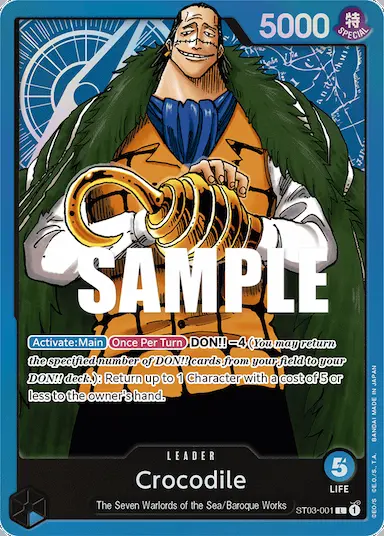 5000 特
SPECIAL
SAMPLE
Activate:Main Once Per Turn DON!! −4 (You may return
the specified number of DON!! cards from your field to your
DON!! deck.): Return up to 1 Character with a cost of 5 or
less to the owner's hand.
LEADER
Crocodile
The Seven Warlords of the Sea/Baroque Works
5
LIFE
ST03-001 L 1
©E.O./S., T.A. BANDAI MADE IN JAPAN